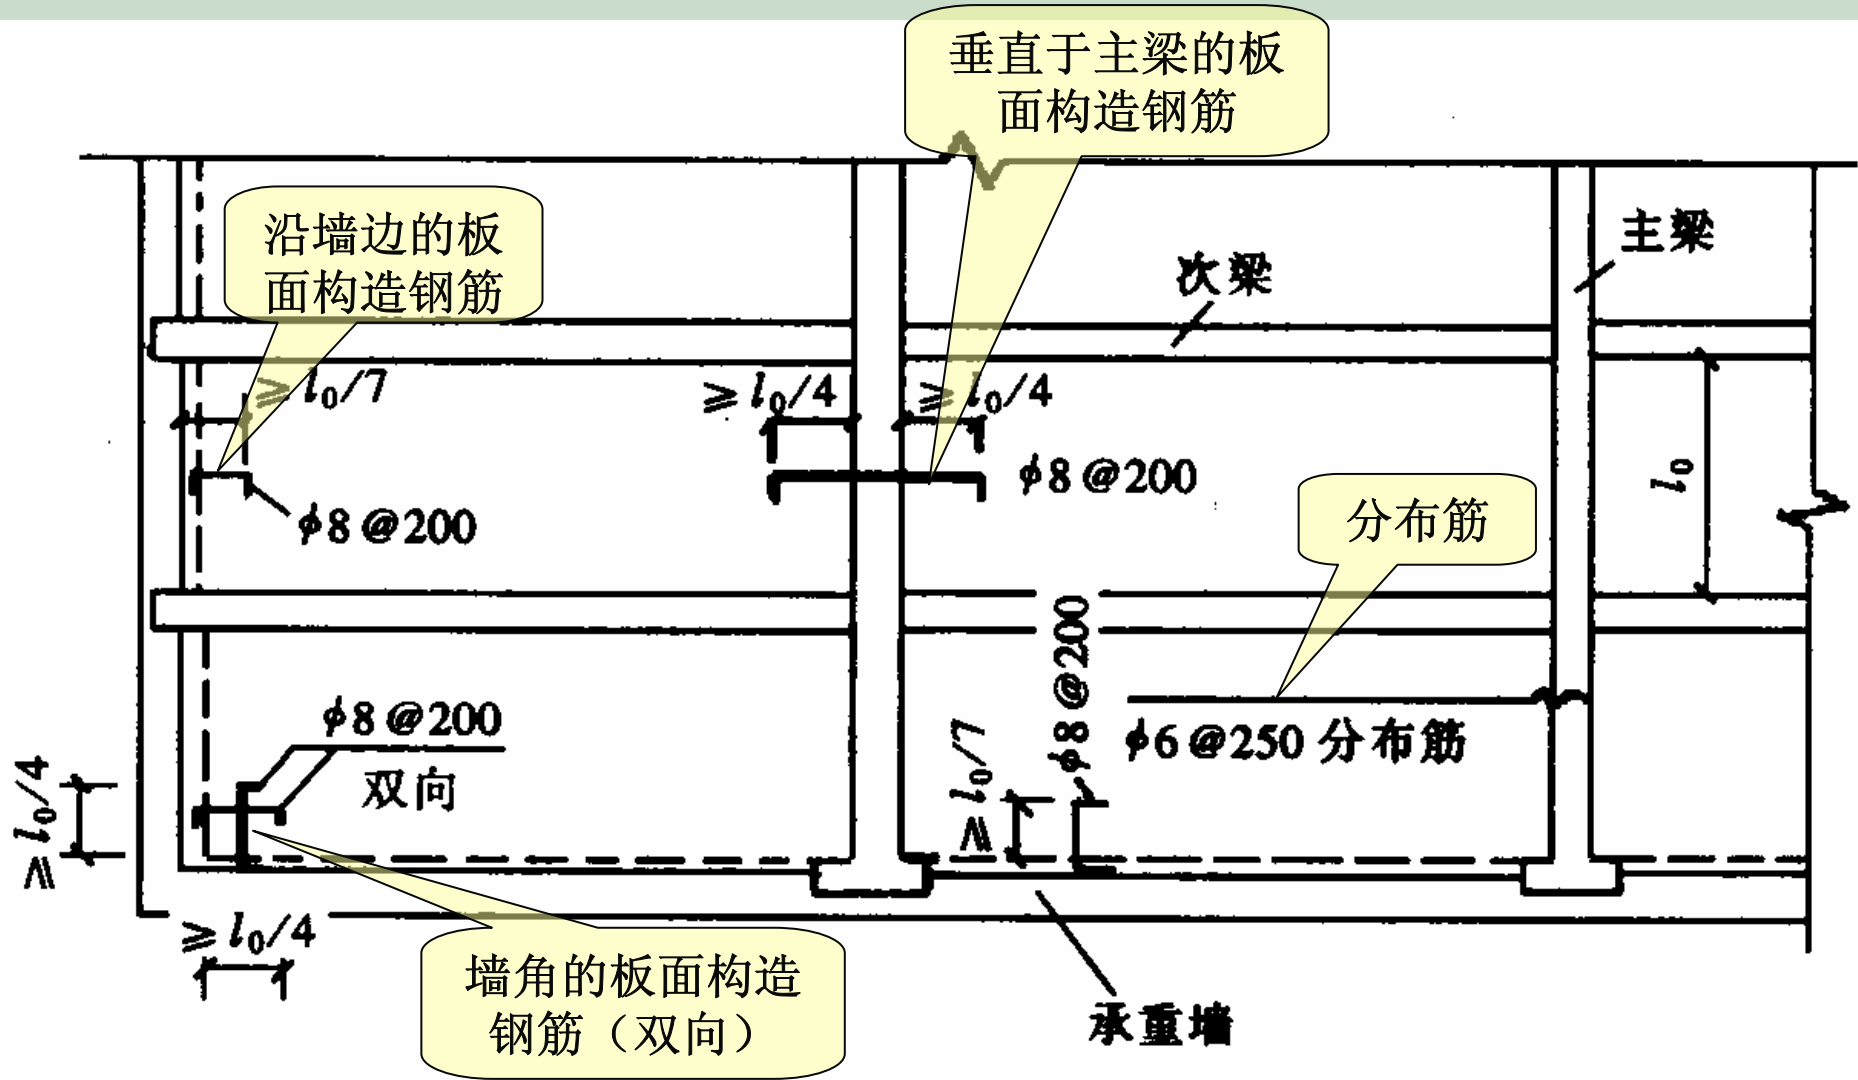 垂直于主梁的板
面构造钢筋
沿墙边的板
面构造钢筋
主梁
次梁
≥l₀/7
≥l₀/4
≥l₀/4
ϕ8@200
ϕ8@200
l₀
分布筋
ϕ8@200
ϕ8@200
双向
≥l₀/7
ϕ6@250 分布筋
≥l₀/4
≥l₀/4
墙角的板面构造
钢筋（双向）
承重墙